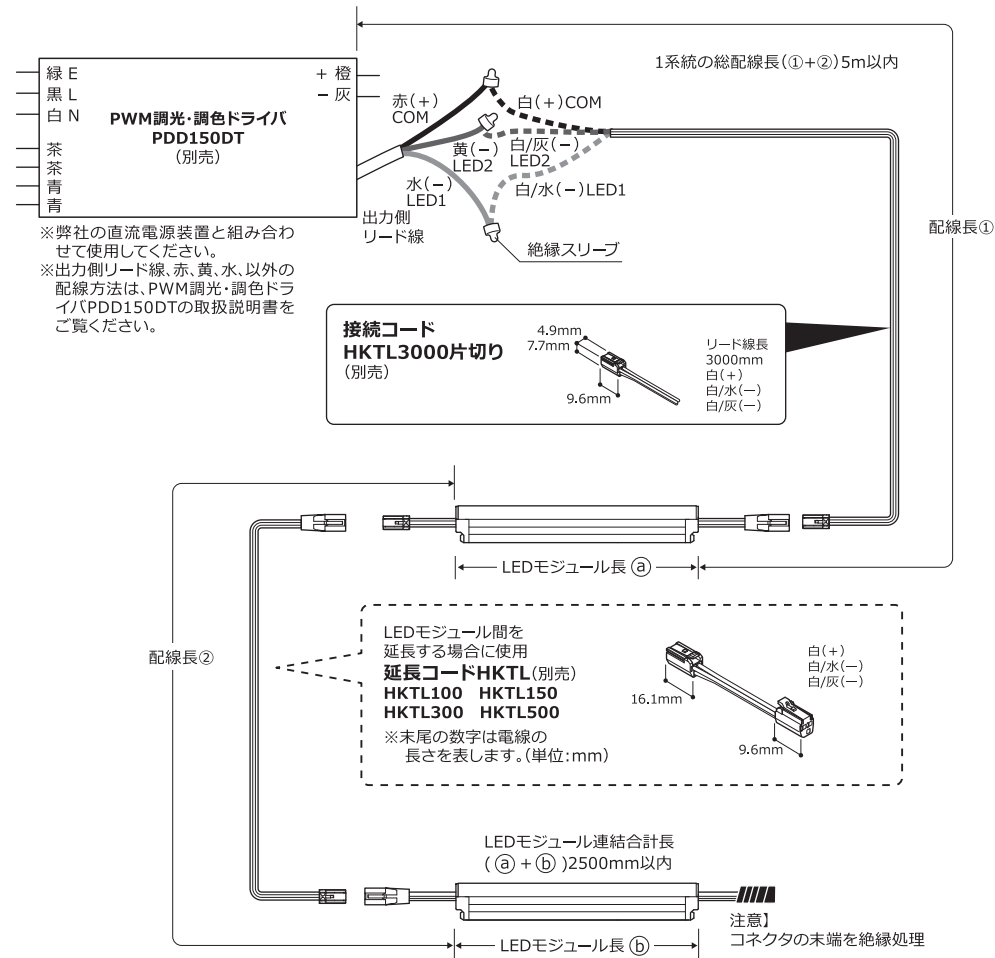 1系統の総配線長(①+②)5m以内
緑 E
黒 L
白 N
茶
茶
青
青
+ 橙
− 灰
PWM調光・調色ドライバ
PDD150DT
(別売)
赤(+)
COM
白(+)COM
黄(−)
LED2
白/灰(−)
LED2
水(−)
LED1
白/水(−)LED1
出力側
リード線
絶縁スリーブ
配線長①
※弊社の直流電源装置と組み合わ
せて使用してください。
※出力側リード線、赤、黄、水、以外の
配線方法は、PWM調光・調色ドラ
イバPDD150DTの取扱説明書を
ご覧ください。
接続コード
HKTL3000片切り
(別売)
4.9mm
7.7mm
9.6mm
リード線長
3000mm
白(+)
白/水(−)
白/灰(−)
LEDモジュール長 ⓐ
配線長②
LEDモジュール間を
延長する場合に使用
延長コードHKTL(別売)
HKTL100 HKTL150
HKTL300 HKTL500
※末尾の数字は電線の
長さを表します。(単位:mm)
16.1mm
9.6mm
白(+)
白/水(−)
白/灰(−)
LEDモジュール連結合計長
(ⓐ+ⓑ)2500mm以内
注意】
コネクタの末端を絶縁処理
LEDモジュール長 ⓑ